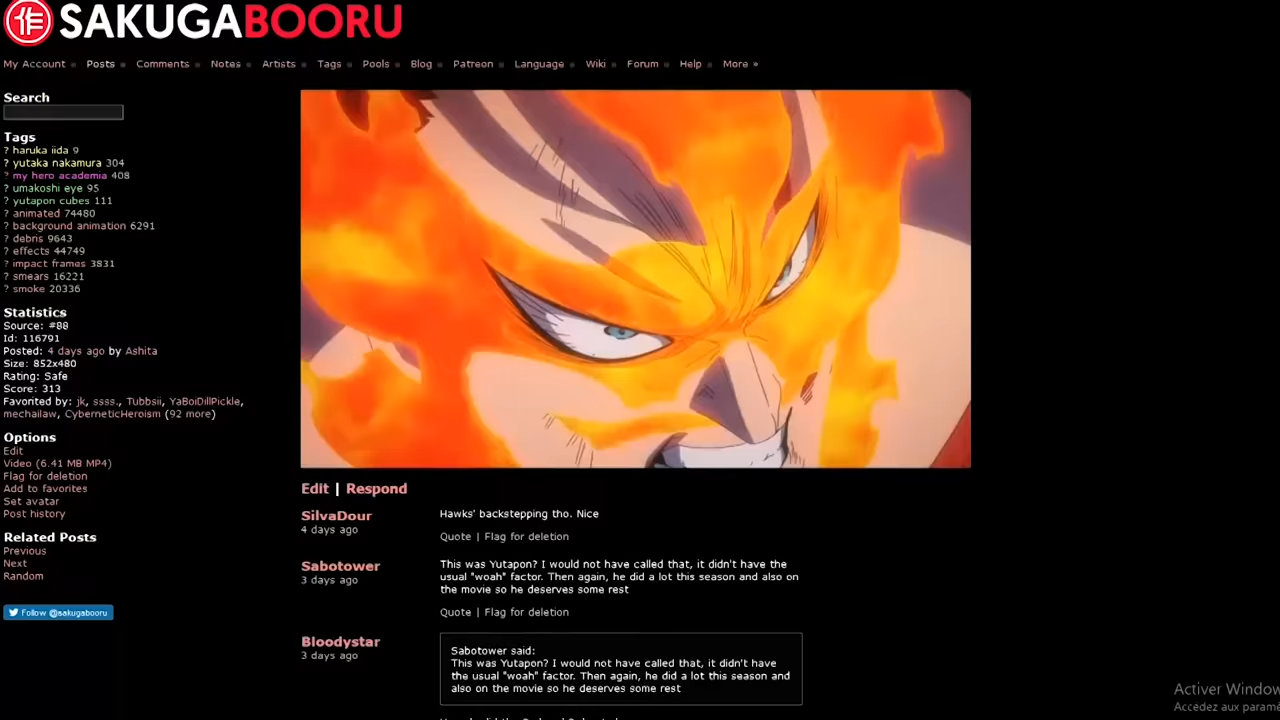 作 SAKUGABOORU
My Account Posts Comments Notes Artists Tags Pools Blog Patreon Language Wiki Forum Help More »
Search
Tags
? haruka iida 9
? yutaka nakamura 304
? my hero academia 408
? umakoshi eye 95
? yutapon cubes 111
? animated 74480
? background animation 6291
? debris 9643
? effects 44749
? impact frames 3831
? smears 16221
? smoke 20336
Statistics
Source: #88
Id: 116791
Posted: 4 days ago by Ashita
Size: 852x480
Rating: Safe
Score: 313
Favorited by: jk, ssss., Tubbsii, YaBoiDillPickle,
mechailaw, CyberneticHeroism (92 more)
Options
Edit
Video (6.41 MB MP4)
Flag for deletion
Add to favorites
Set avatar
Post history
Related Posts
Previous
Next
Random
Follow @sakugabooru
Edit | Respond
SilvaDour
4 days ago
Hawks' backstepping tho. Nice
Quote | Flag for deletion
Sabotower
3 days ago
This was Yutapon? I would not have called that, it didn't have the
usual "woah" factor. Then again, he did a lot this season and also on
the movie so he deserves some rest
Quote | Flag for deletion
Bloodystar
3 days ago
Sabotower said:
This was Yutapon? I would not have called that, it didn't have
the usual "woah" factor. Then again, he did a lot this season and
also on the movie so he deserves some rest
Activer Window
Accédez aux paramè